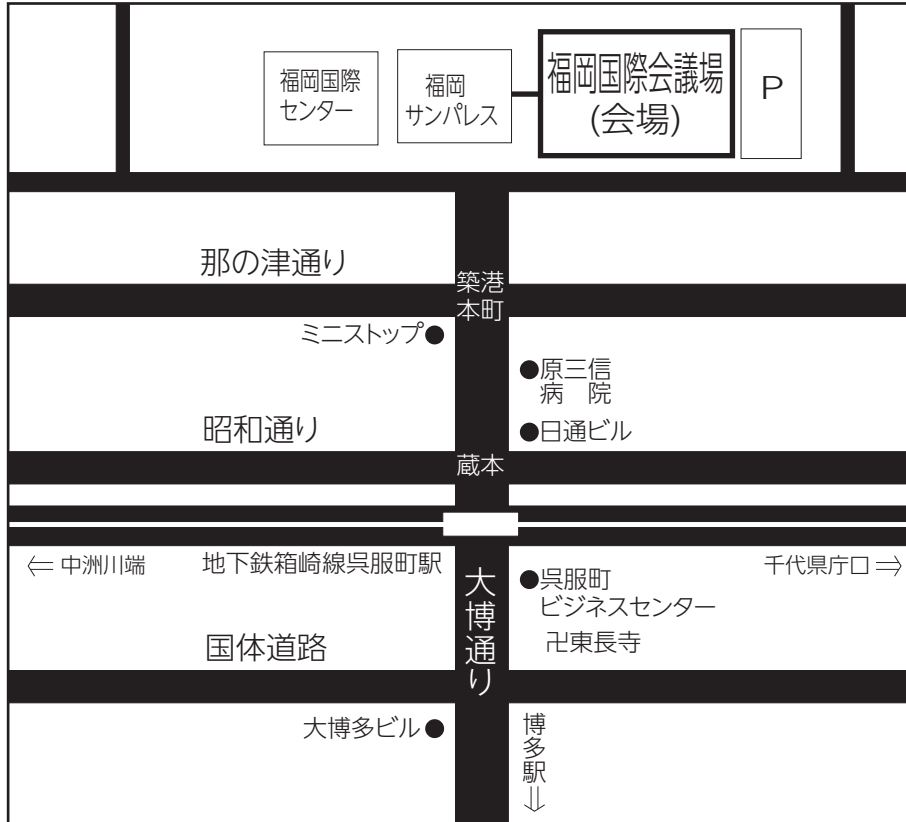 福岡国際
センター
福岡
サンパレス
福岡国際会議場
(会場)
P
那の津通り
築港
本町
ミニストップ●
●原三信
病　院
昭和通り
●日通ビル
蔵本
⇐ 中洲川端
地下鉄箱崎線呉服町駅
千代県庁口 ⇒
大博通り
●呉服町
ビジネスセンター
卍東長寺
国体道路
大博多ビル●
博多駅⇓